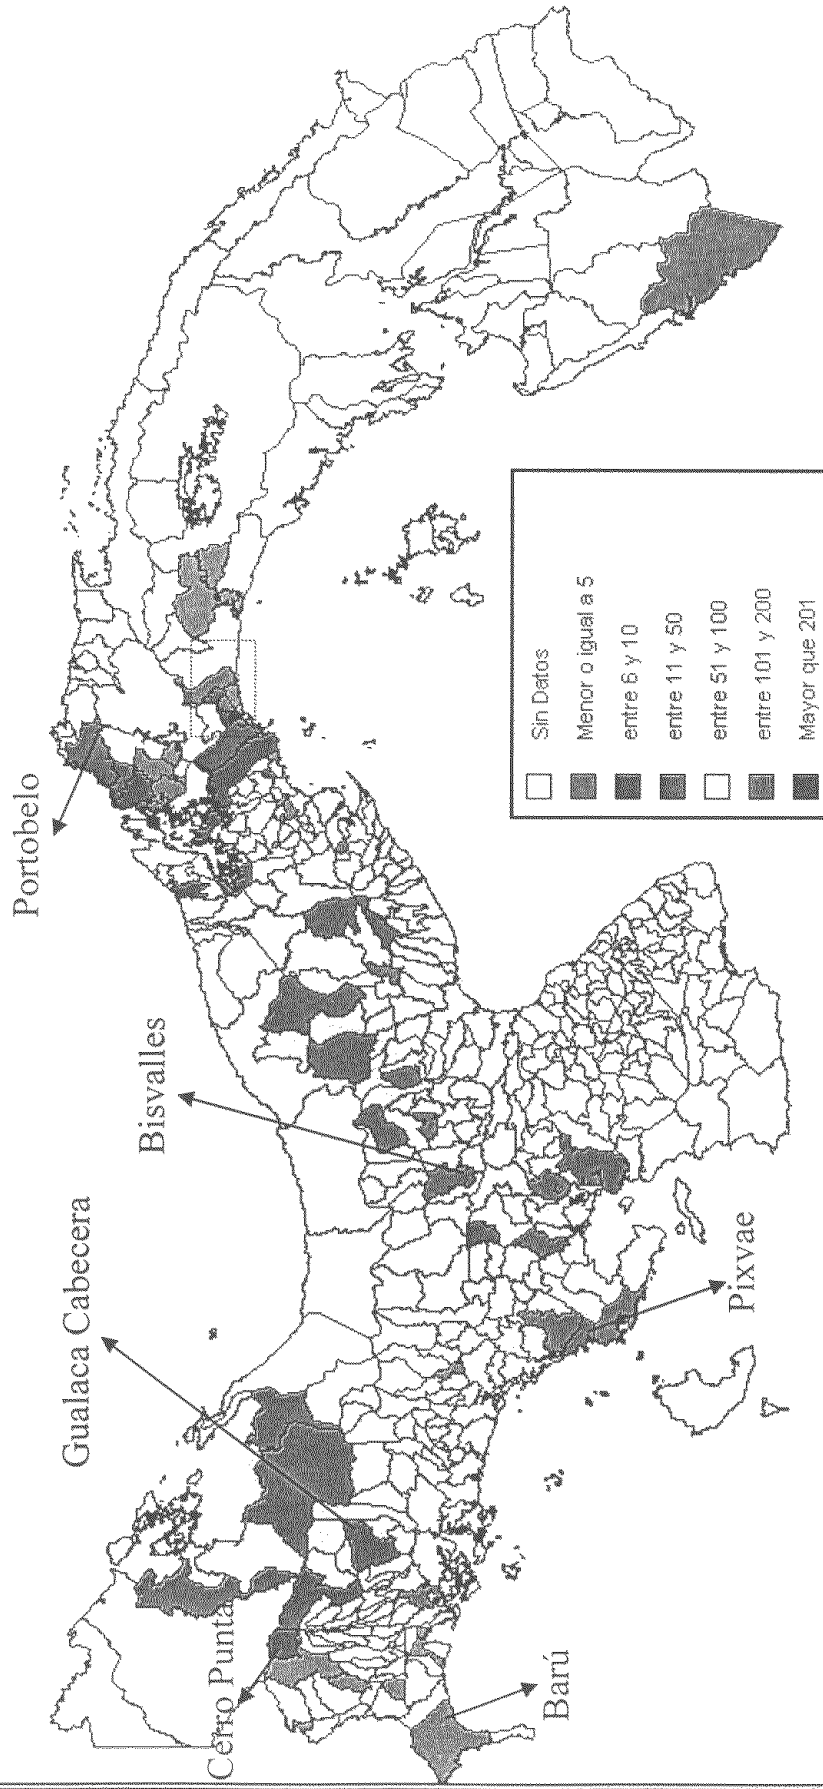 Portobelo
Bisvalles
Gualaca Cabecera
Cerro Punta
Barú
Pixvae
Sin Datos
Menor o igual a 5
entre 6 y 10
entre 11 y 50
entre 51 y 100
entre 101 y 200
Mayor que 201